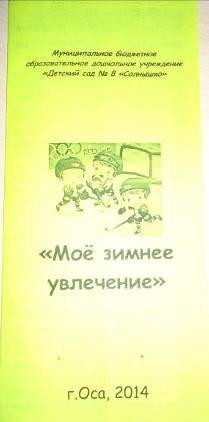 Муниципальное бюджетное
образовательное дошкольное учреждение
«Детский сад № 8 «Солнышко»
«Моё зимнее
увлечение»
г.Оса, 2014